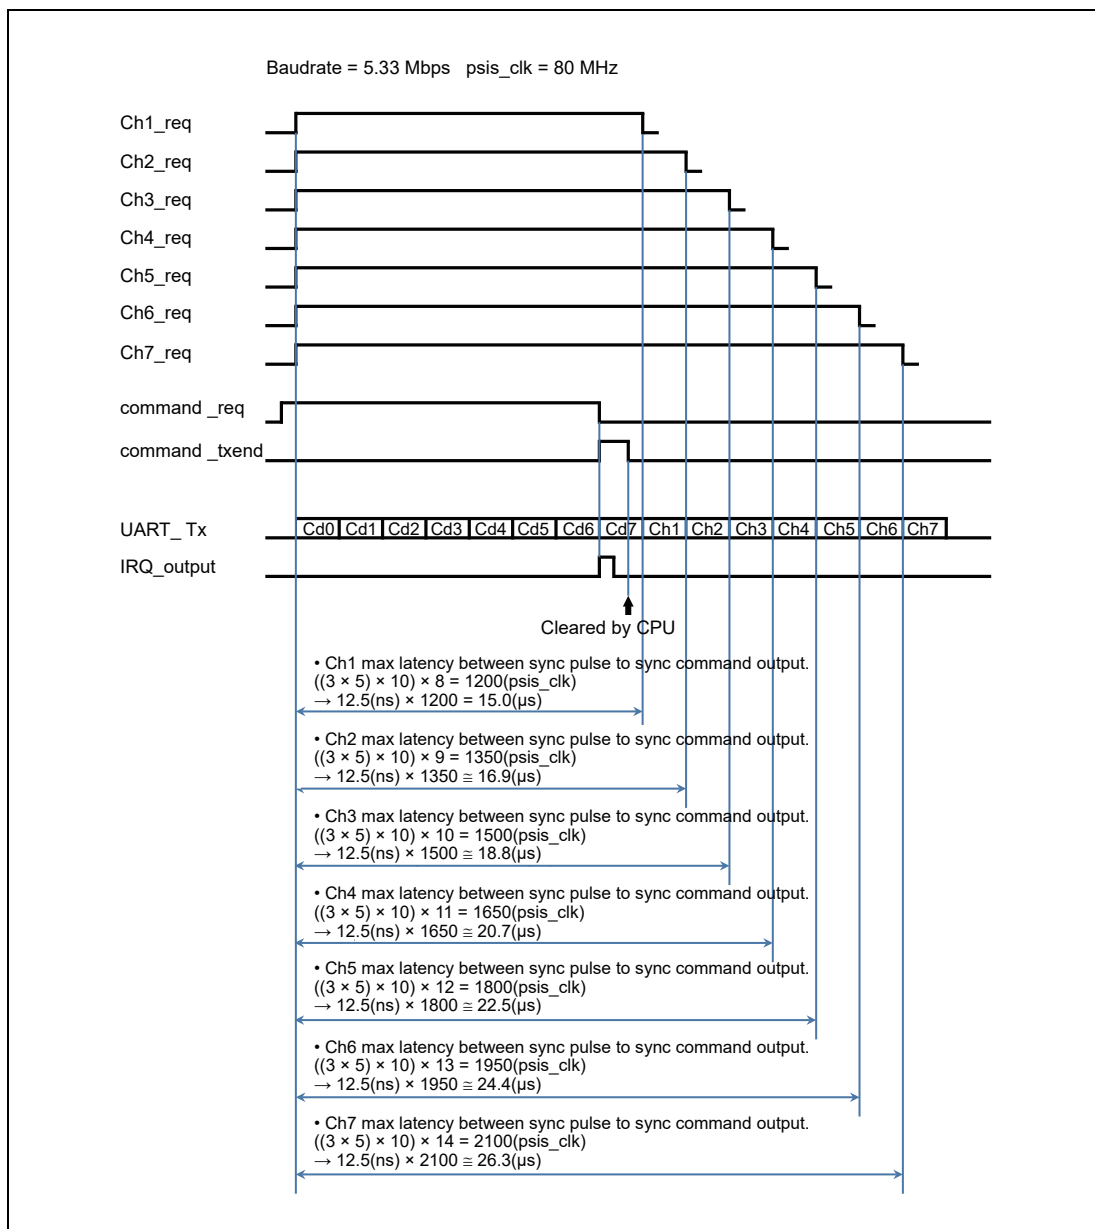 Baudrate = 5.33 Mbps   psis_clk = 80 MHz
Ch1_req
Ch2_req
Ch3_req
Ch4_req
Ch5_req
Ch6_req
Ch7_req
command _req
command _txend
UART_ Tx Cd0 Cd1 Cd2 Cd3 Cd4 Cd5 Cd6 Cd7 Ch1 Ch2 Ch3 Ch4 Ch5 Ch6 Ch7
IRQ_output
Cleared by CPU
• Ch1 max latency between sync pulse to sync command output.
((3 × 5) × 10) × 8 = 1200(psis_clk)
→ 12.5(ns) × 1200 = 15.0(μs)
• Ch2 max latency between sync pulse to sync command output.
((3 × 5) × 10) × 9 = 1350(psis_clk)
→ 12.5(ns) × 1350 ≅ 16.9(μs)
• Ch3 max latency between sync pulse to sync command output.
((3 × 5) × 10) × 10 = 1500(psis_clk)
→ 12.5(ns) × 1500 ≅ 18.8(μs)
• Ch4 max latency between sync pulse to sync command output.
((3 × 5) × 10) × 11 = 1650(psis_clk)
→ 12.5(ns) × 1650 ≅ 20.7(μs)
• Ch5 max latency between sync pulse to sync command output.
((3 × 5) × 10) × 12 = 1800(psis_clk)
→ 12.5(ns) × 1800 ≅ 22.5(μs)
• Ch6 max latency between sync pulse to sync command output.
((3 × 5) × 10) × 13 = 1950(psis_clk)
→ 12.5(ns) × 1950 ≅ 24.4(μs)
• Ch7 max latency between sync pulse to sync command output.
((3 × 5) × 10) × 14 = 2100(psis_clk)
→ 12.5(ns) × 2100 ≅ 26.3(μs)